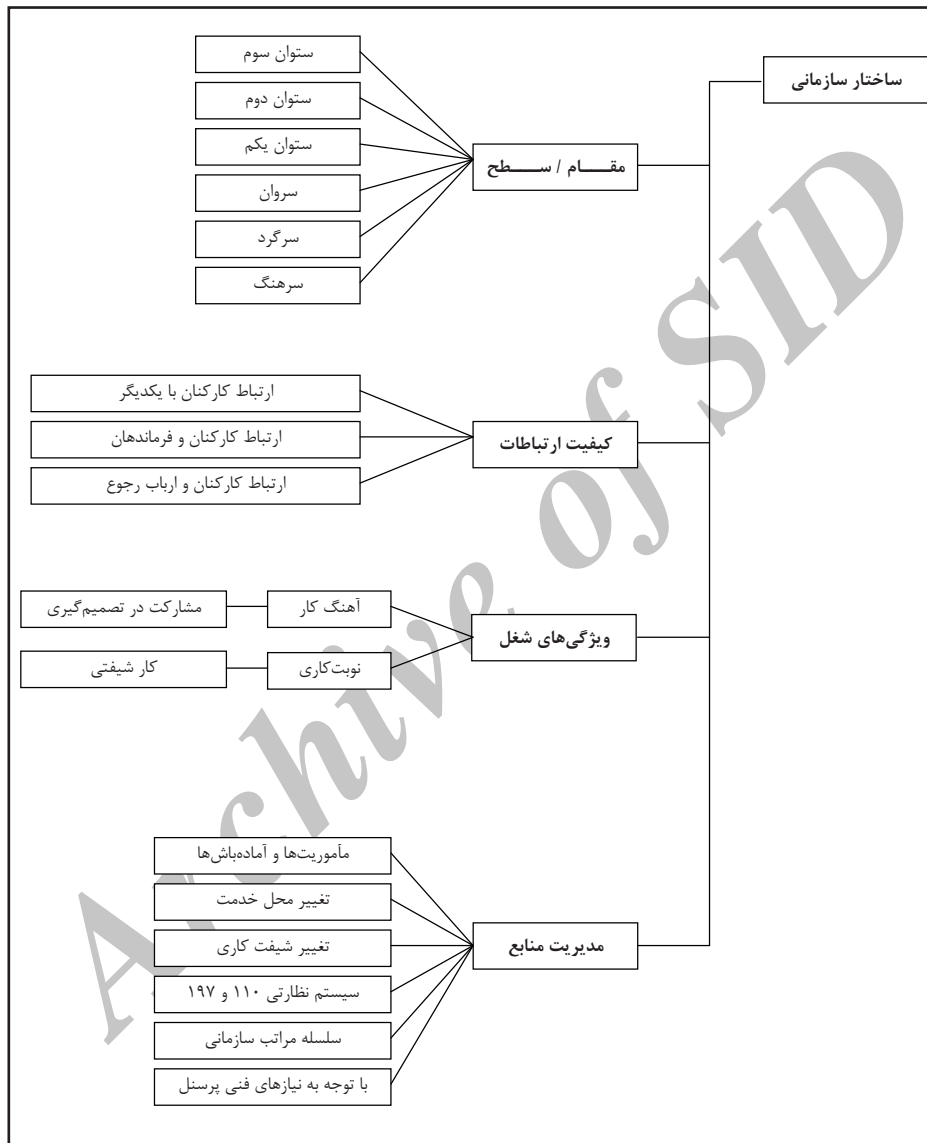 ساختار سازمانی
مقـــــام / ســـــطح
ستوان سوم
ستوان دوم
ستوان یکم
سروان
سرگرد
سرهنگ
کیفیت ارتباطات
ارتباط کارکنان با یکدیگر
ارتباط کارکنان و فرماندهان
ارتباط کارکنان و ارباب رجوع
ویژگی‌های شغل
آهنگ کار
مشارکت در تصمیم‌گیری
نوبت‌کاری
کار شیفتی
مدیریت منابع
مأموریت‌ها و آماده‌باش‌ها
تغییر محل خدمت
تغییر شیفت کاری
سیستم نظارتی ۱۱۰ و ۱۹۷
سلسله مراتب سازمانی
با توجه به نیازهای فنی پرسنل
Archive of SID